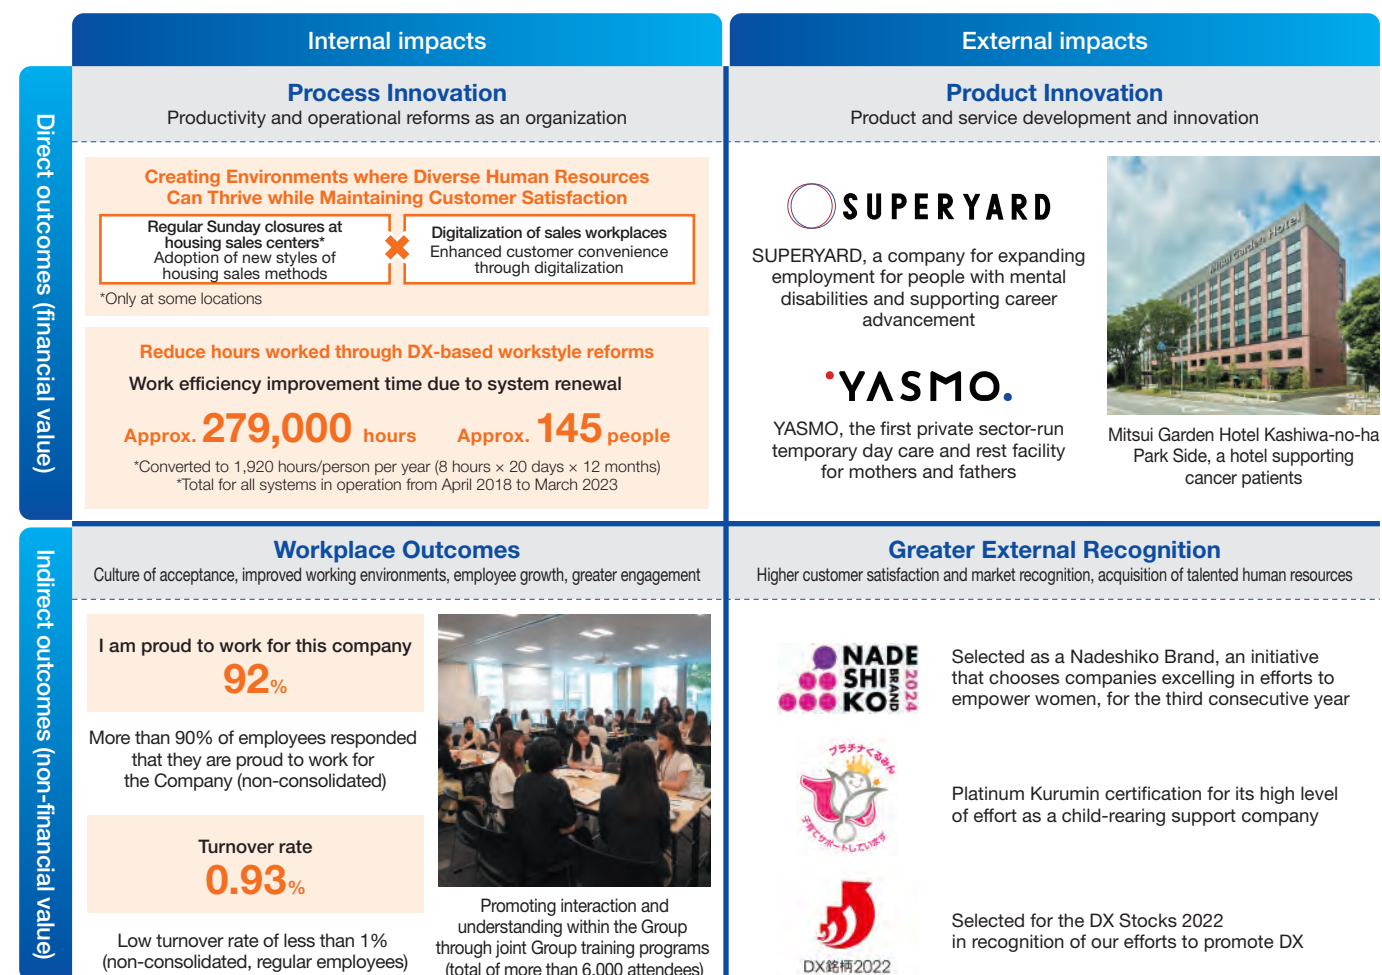 Internal impacts
External impacts
Direct outcomes (financial value)
Process Innovation
Productivity and operational reforms as an organization
Creating Environments where Diverse Human Resources
Can Thrive while Maintaining Customer Satisfaction
Regular Sunday closures at
housing sales centers*
Adoption of new styles of
housing sales methods
Digitalization of sales workplaces
Enhanced customer convenience
through digitalization
*Only at some locations
Reduce hours worked through DX-based workstyle reforms
Work efficiency improvement time due to system renewal
Approx. 279,000 hours
Approx. 145 people
*Converted to 1,920 hours/person per year (8 hours × 20 days × 12 months)
*Total for all systems in operation from April 2018 to March 2023
Product Innovation
Product and service development and innovation
SUPERYARD
SUPERYARD, a company for expanding
employment for people with mental
disabilities and supporting career
advancement
YASMO.
YASMO, the first private sector-run
temporary day care and rest facility
for mothers and fathers
Mitsui Garden Hotel
Mitsui Garden Hotel Kashiwa-no-ha
Park Side, a hotel supporting
cancer patients
Indirect outcomes (non-financial value)
Workplace Outcomes
Culture of acceptance, improved working environments, employee growth, greater engagement
I am proud to work for this company
92%
More than 90% of employees responded
that they are proud to work for
the Company (non-consolidated)
Turnover rate
0.93%
Low turnover rate of less than 1%
(non-consolidated, regular employees)
Promoting interaction and
understanding within the Group
through joint Group training programs
(total of more than 6,000 attendees)
Greater External Recognition
Higher customer satisfaction and market recognition, acquisition of talented human resources
NADE
SHI
KO
BRAND
2024
Selected as a Nadeshiko Brand, an initiative
that chooses companies excelling in efforts to
empower women, for the third consecutive year
プラチナくるみん
子育てサポートしています
Platinum Kurumin certification for its high level
of effort as a child-rearing support company
DX銘柄2022
Selected for the DX Stocks 2022
in recognition of our efforts to promote DX